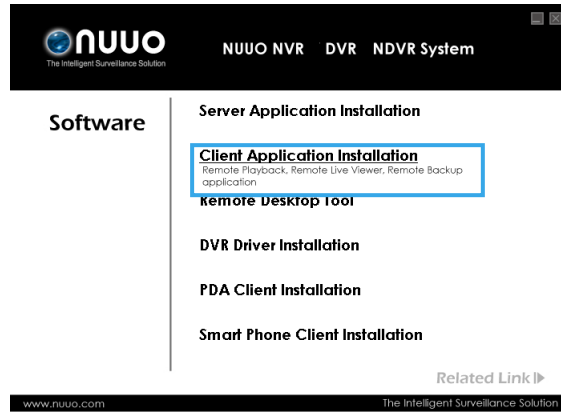 nuuo
The Intelligent Surveillance Solution
NUUO NVR DVR NDVR System
Software
Server Application Installation
Client Application Installation
Remote Playback, Remote Live Viewer, Remote Backup
application
Remote Desktop Tool
DVR Driver Installation
PDA Client Installation
Smart Phone Client Installation
Related Link
www.nuuo.com
The Intelligent Surveillance Solution